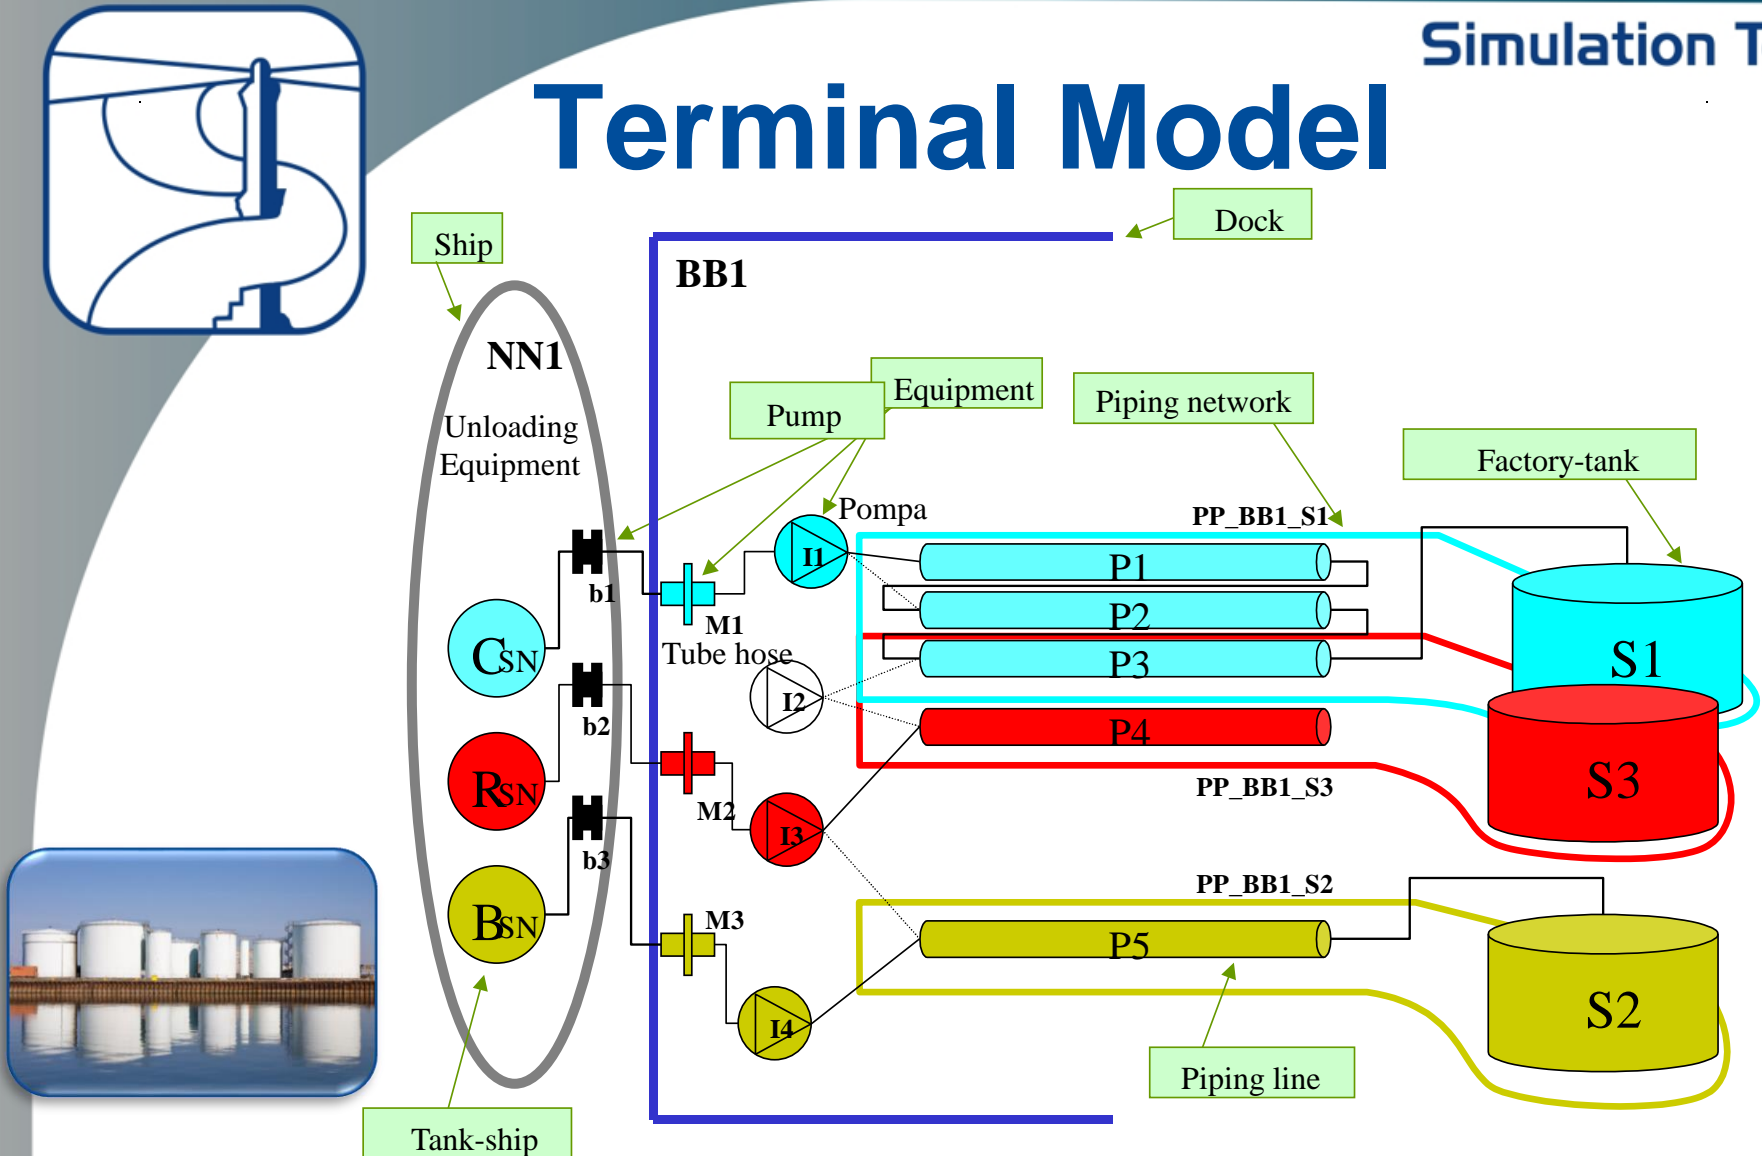 Simulation T
Terminal Model
Dock
Ship
BB1
NN1
Equipment
Pump
Piping network
Unloading
Equipment
Factory-tank
Pompa
PP_BB1_S1
I1
P1
b1
M1
P2
Tube hose
CSN
P3
S1
I2
b2
P4
RSN
M2
PP_BB1_S3
S3
I3
b3
PP_BB1_S2
BSN
M3
P5
S2
I4
Piping line
Tank-ship